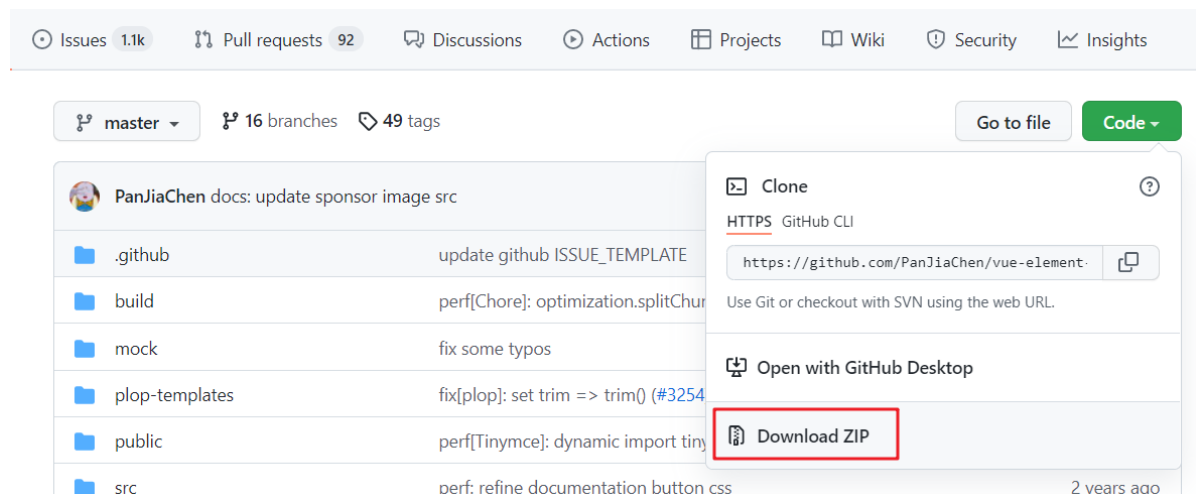 Issues 1.1k Pull requests 92 Discussions Actions Projects Wiki Security Insights
master 16 branches 49 tags Go to file Code
PanJiaChen docs: update sponsor image src
.github update github ISSUE_TEMPLATE
build perf[Chore]: optimization.splitChun
mock fix some typos
plop-templates fix[plop]: set trim => trim() (#3254
public perf[Tinymce]: dynamic import tiny
src perf: refine documentation button css 2 years ago
Clone
HTTPS GitHub CLI
https://github.com/PanJiaChen/vue-element-
Use Git or checkout with SVN using the web URL.
Open with GitHub Desktop
Download ZIP